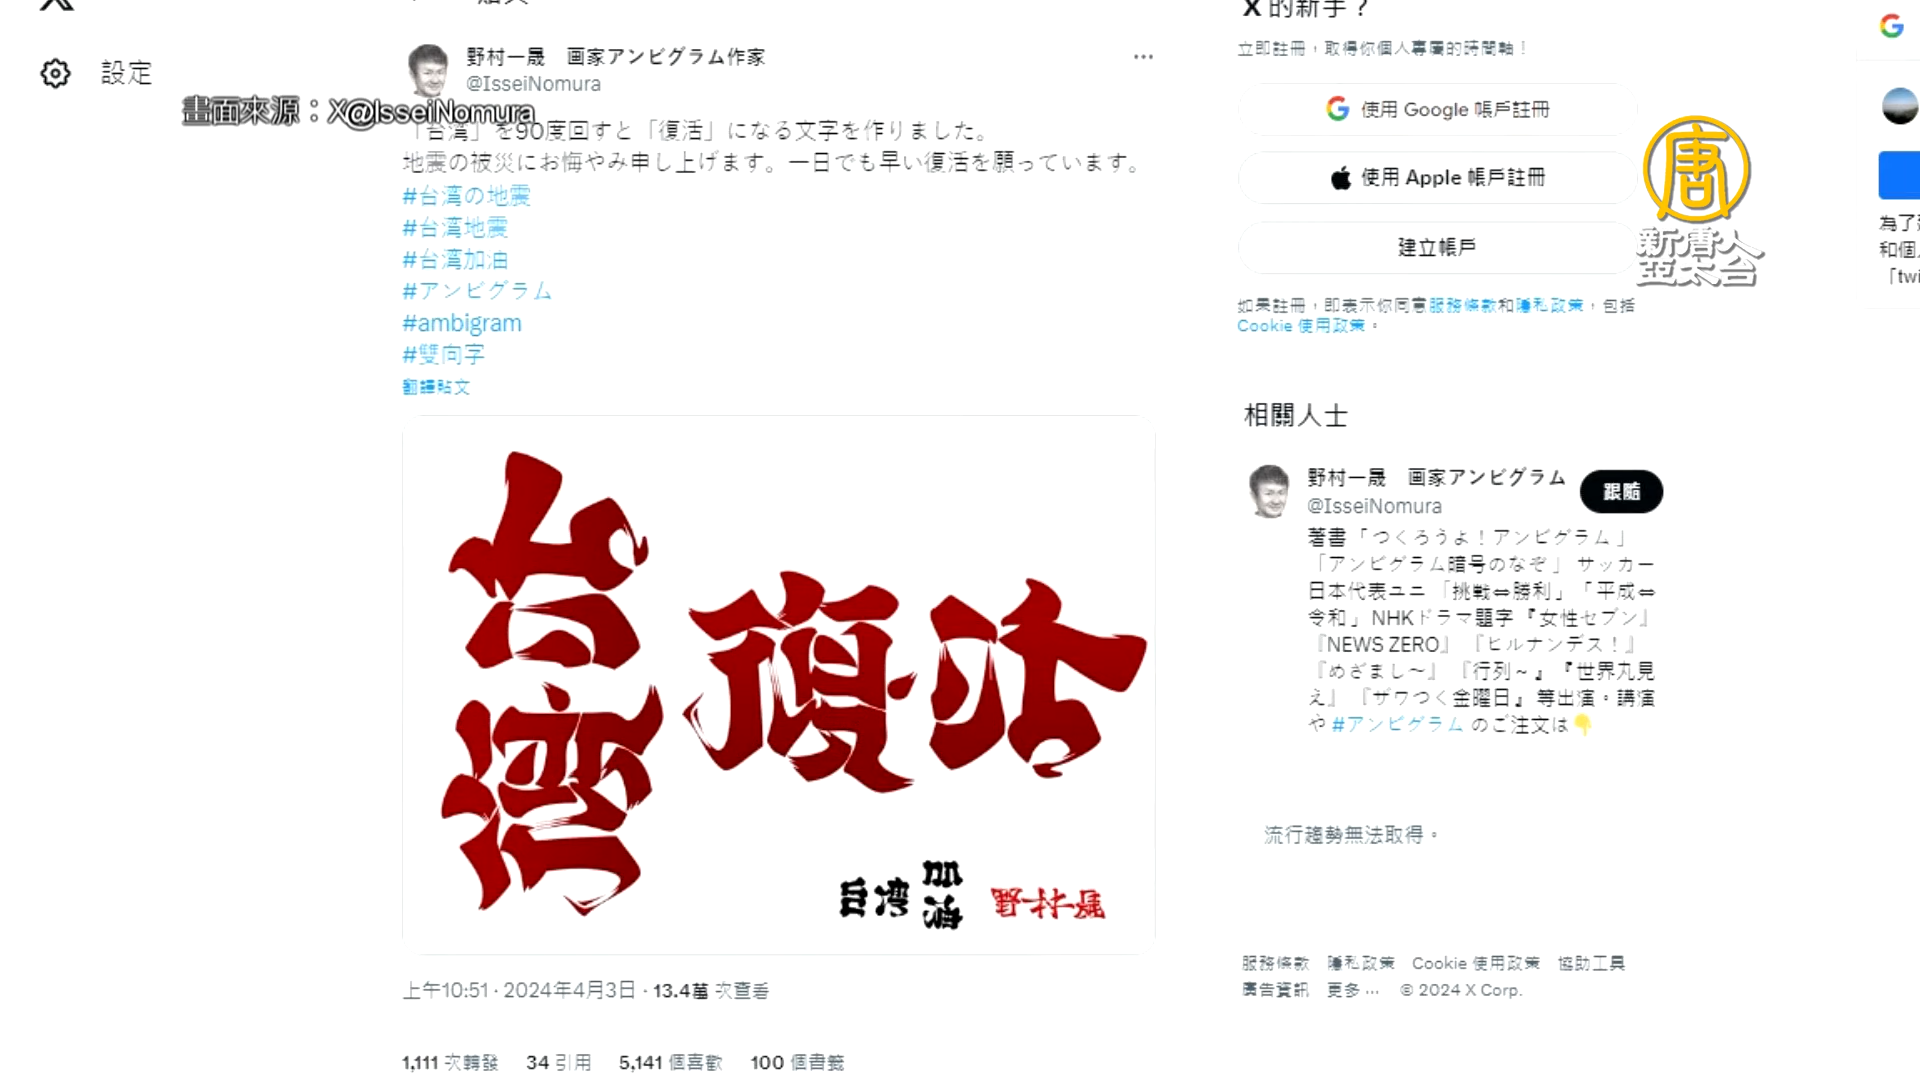 設定
畫面來源：X@IsseiNomura
野村一晟　画家アンビグラム作家
@IsseiNomura
「台湾」を90度回すと「復活」になる文字を作りました。
地震の被災にお悔やみ申し上げます。一日でも早い復活を願っています。
#台湾の地震
#台湾地震
#台湾加油
#アンビグラム
#ambigram
#雙向字
翻譯貼文
台湾
復活
台湾
加油
野村一晟
上午10:51 · 2024年4月3日 · 13.4萬 次查看
1,111 次轉發 34 引用 5,141 個喜歡 100 個書籤
X 的新手？
立即註冊，取得你個人專屬的時間軸！
使用 Google 帳戶註冊
使用 Apple 帳戶註冊
建立帳戶
如果註冊，即表示你同意服務條款和隱私政策，包括
Cookie 使用政策。
相關人士
野村一晟　画家アンビグラム
@IsseiNomura
跟隨
著書「つくろうよ！アンビグラム」
「アンビグラム暗号のなぞ」 サッカー
日本代表ユニ「挑戦⇔勝利」「平成⇔
令和」NHKドラマ題字『女性セブン』
『NEWS ZERO』『ヒルナンデス！』
『めざまし～』『行列～』『世界丸見
え』『ザワつく金曜日』等出演。講演
や #アンビグラム のご注文は👇
流行趨勢無法取得。
服務條款 隱私政策 Cookie 使用政策 協助工具
廣告資訊 更多 ··· © 2024 X Corp.
唐
新唐人
亞太台
為了
和個
「twi